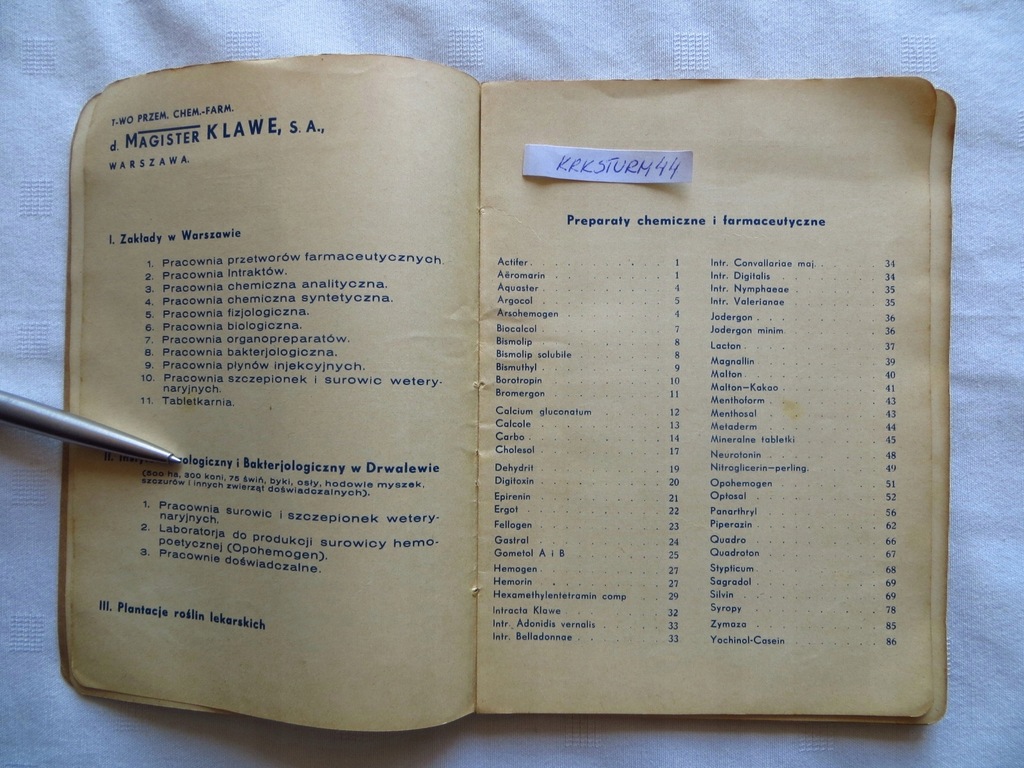 T-WO PRZEM. CHEM.-FARM.
d. MAGISTER KLAWE, S. A.,
WARSZAWA.
I. Zakłady w Warszawie
1. Pracownia przetworów farmaceutycznych.
2. Pracownia Intraktów.
3. Pracownia chemiczna analityczna.
4. Pracownia chemiczna syntetyczna.
5. Pracownia fizjologiczna.
6. Pracownia biologiczna.
7. Pracownia organopreparatów.
8. Pracownia bakterjologiczna.
9. Pracownia płynów injekcyjnych.
10. Pracownia szczepionek i surowic wetery-
naryjnych.
11. Tabletkarnia.
II. i Bakterjologiczny w Drwalewie
(600 ha, 300 koni, 75 świń, byki, osły, hodowle myszek,
szczurów i innych zwierząt doświadczalnych).
1. Pracownia surowic i szczepionek wetery-
naryjnych.
2. Laboratorja do produkcji surowicy hemo-
poetycznej (Opohemogen).
3. Pracownie doświadczalne.
III. Plantacje roślin lekarskich
KRKSTURM44
Preparaty chemiczne i farmaceutyczne
Actifer 1
Aëromarin 1
Aquaster 4
Argocol 5
Arsohemogen 4
Biocalcol 7
Bismolip 8
Bismolip solubile 8
Bismuthyl 9
Borotropin 10
Bromergon 11
Calcium gluconatum 12
Calcole 13
Carbo 14
Cholesol 17
Dehydrit 19
Digitoxin 20
Epirenin 21
Ergot 22
Fellogen 23
Gastral 24
Gometol A i B 25
Hemogen 27
Hemorin 27
Hexamethylentetramin comp 29
Intracta Klawe 32
Intr. Adonidis vernalis 33
Intr. Belladonnae 33
Intr. Convallariae maj. 34
Intr. Digitalis 34
Intr. Nymphaeae 35
Intr. Valerianae 35
Jodergon 36
Jodergon minim. 36
Lacton 37
Magnallin 39
Malton 40
Malton-Kakao 41
Menthoform 43
Menthosal 43
Metaderm 44
Mineralne tabletki 45
Neurotonin 48
Nitroglicerin-perling. 49
Opohemogen 51
Optosal 52
Panarthryl 56
Piperazin 62
Quadro 66
Quadroton 67
Stypticum 68
Sagradol 69
Silvin 69
Syropy 78
Zymaza 85
Yochinol-Casein 86